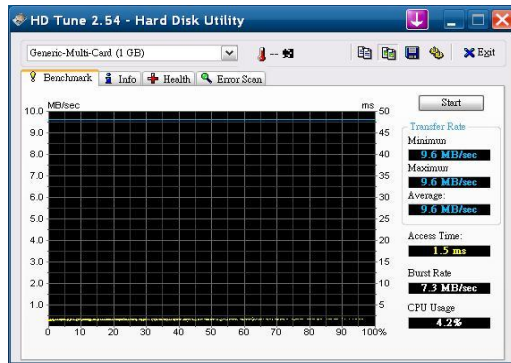 HD Tune 2.54 - Hard Disk Utility
Generic-Multi-Card (1 GB)
--
Exit
Benchmark Info Health Error Scan
MB/sec ms
Start
10.0 50
9.0 45
8.0 40
7.0 35
6.0 30
5.0 25
4.0 20
3.0 15
2.0 10
1.0 5
0 10 20 30 40 50 60 70 80 90 100%
Transfer Rate
Minimum
9.6 MB/sec
Maximum
9.6 MB/sec
Average:
9.6 MB/sec
Access Time:
1.5 ms
Burst Rate
7.3 MB/sec
CPU Usage
4.2%